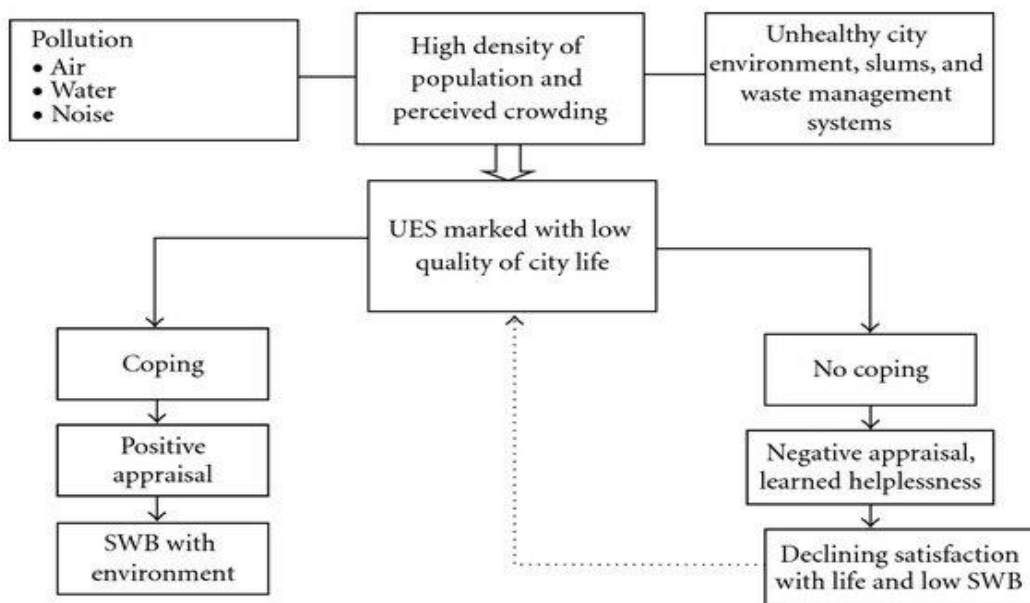 Pollution
• Air
• Water
• Noise
High density of
population and
perceived crowding
Unhealthy city
environment, slums, and
waste management
systems
UES marked with low
quality of city life
Coping
No coping
Positive
appraisal
Negative appraisal,
learned helplessness
SWB with
environment
Declining satisfaction
with life and low SWB